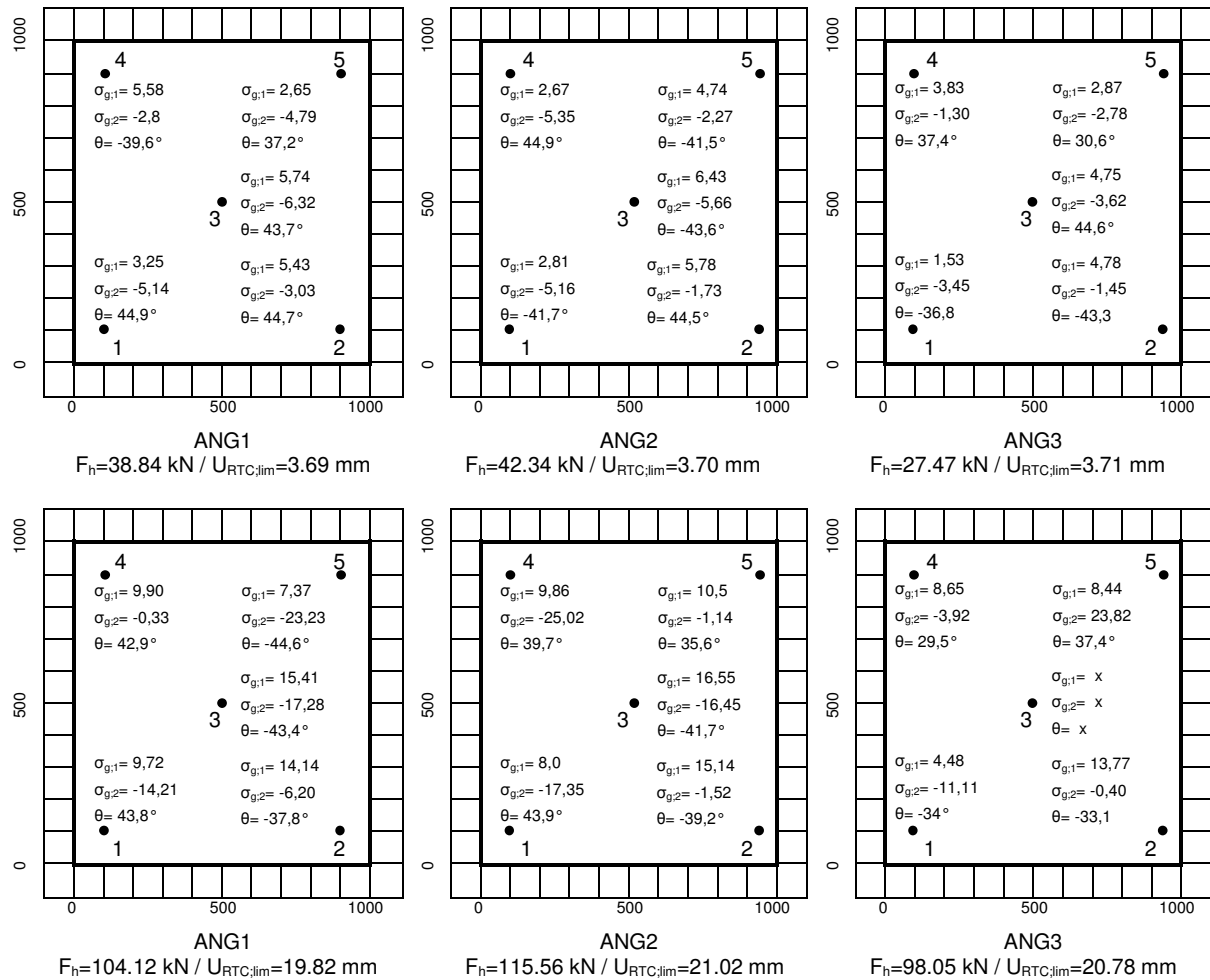 1000
500
0
4 5
σg;1= 5,58 σg;1= 2,65
σg;2= -2,8 σg;2= -4,79
θ= -39,6° θ= 37,2°
σg;1= 5,74
σg;2= -6,32
3 θ= 43,7°
σg;1= 3,25 σg;1= 5,43
σg;2= -5,14 σg;2= -3,03
θ= 44,9° θ= 44,7°
1 2
0 500 1000
ANG1
Fh=38.84 kN / URTC;lim=3.69 mm
1000
500
0
4 5
σg;1= 2,67 σg;1= 4,74
σg;2= -5,35 σg;2= -2,27
θ= 44,9° θ= -41,5°
σg;1= 6,43
σg;2= -5,66
3 θ= -43,6°
σg;1= 2,81 σg;1= 5,78
σg;2= -5,16 σg;2= -1,73
θ= -41,7° θ= 44,5°
1 2
0 500 1000
ANG2
Fh=42.34 kN / URTC;lim=3.70 mm
1000
500
0
4 5
σg;1= 3,83 σg;1= 2,87
σg;2= -1,30 σg;2= -2,78
θ= 37,4° θ= 30,6°
σg;1= 4,75
σg;2= -3,62
3 θ= 44,6°
σg;1= 1,53 σg;1= 4,78
σg;2= -3,45 σg;2= -1,45
θ= -36,8 θ= -43,3
1 2
0 500 1000
ANG3
Fh=27.47 kN / URTC;lim=3.71 mm
1000
500
0
4 5
σg;1= 9,90 σg;1= 7,37
σg;2= -0,33 σg;2= -23,23
θ= 42,9° θ= -44,6°
σg;1= 15,41
σg;2= -17,28
3 θ= -43,4°
σg;1= 9,72 σg;1= 14,14
σg;2= -14,21 σg;2= -6,20
θ= 43,8° θ= -37,8°
1 2
0 500 1000
ANG1
Fh=104.12 kN / URTC;lim=19.82 mm
1000
500
0
4 5
σg;1= 9,86 σg;1= 10,5
σg;2= -25,02 σg;2= -1,14
θ= 39,7° θ= 35,6°
σg;1= 16,55
σg;2= -16,45
3 θ= -41,7°
σg;1= 8,0 σg;1= 15,14
σg;2= -17,35 σg;2= -1,52
θ= 43,9° θ= -39,2°
1 2
0 500 1000
ANG2
Fh=115.56 kN / URTC;lim=21.02 mm
1000
500
0
4 5
σg;1= 8,65 σg;1= 8,44
σg;2= -3,92 σg;2= 23,82
θ= 29,5° θ= 37,4°
σg;1= x
σg;2= x
3 θ= x
σg;1= 4,48 σg;1= 13,77
σg;2= -11,11 σg;2= -0,40
θ= -34° θ= -33,1
1 2
0 500 1000
ANG3
Fh=98.05 kN / URTC;lim=20.78 mm